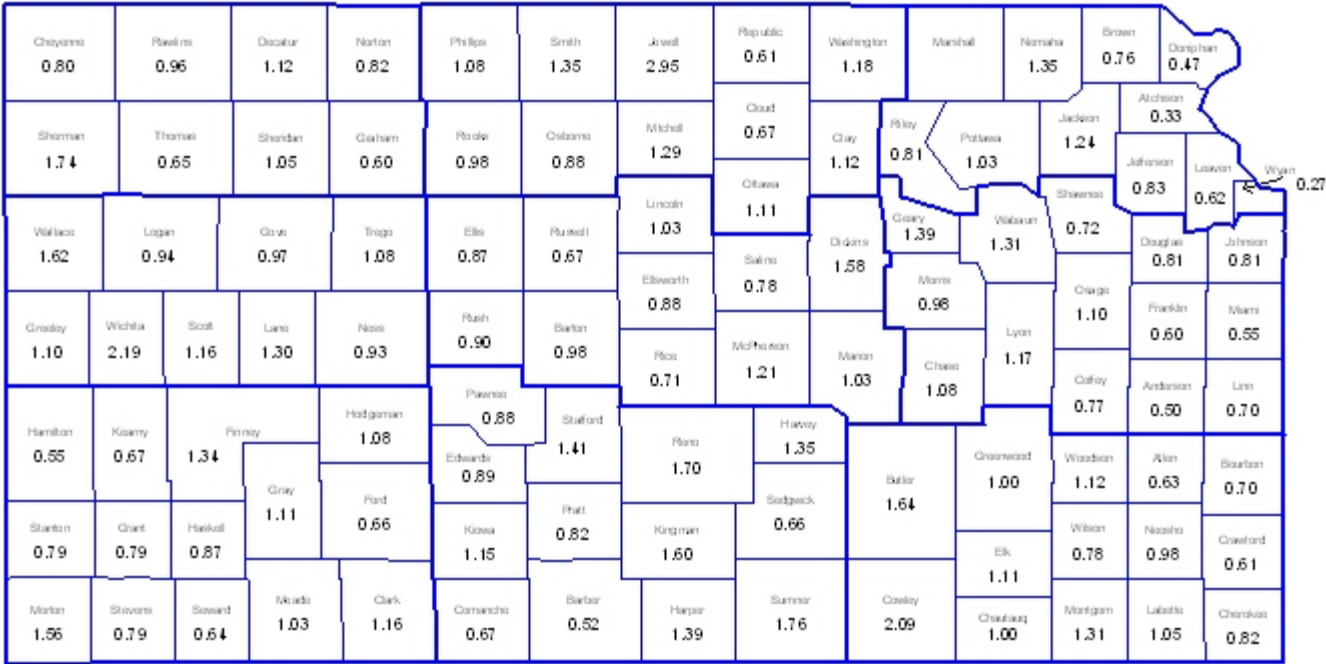 Cheyenne Rawlins Decatur Norton Phillips Smith Jewell Republic Washington Marshall Nemaha Brown Doniphan
0.80 0.96 1.12 0.82 1.08 1.35 2.95 0.61 1.18 1.35 0.76 0.47
Sherman Thomas Sheridan Graham Rooks Osborne Mitchell Cloud Clay Riley Pottawa Jackson Atchison
1.74 0.65 1.05 0.60 0.98 0.88 1.29 0.67 1.12 0.81 1.03 1.24 0.33
Jefferson Leaven Wyan
0.83 0.62 0.27
Wallace Logan Gove Trego Ellis Russell Lincoln Ottawa Dickins Geary Wabaun Shawnee Douglas Johnson
1.62 0.94 0.97 1.08 0.87 0.67 1.03 1.11 1.58 1.39 1.31 0.72 0.81 0.81
Ellsworth Saline Morris Osage Franklin Miami
0.88 0.78 0.98 1.10 0.60 0.55
Greeley Wichita Scott Lane Ness Rush Barton Rice McPherson Marion Chase Lyon Coffey Anderson Linn
1.10 2.19 1.16 1.30 0.93 0.90 0.98 0.71 1.21 1.03 1.08 1.17 0.77 0.50 0.70
Hamilton Kearny Finney Hodgeman Pawnee Stafford Reno Harvey
0.55 0.67 1.34 1.08 0.88 1.41 1.70 1.35
Gray Ford Edwards Butler Greenwood Woodson Allen Bourbon
1.11 0.66 0.89 1.64 1.00 1.12 0.63 0.70
Stanton Grant Haskell Kiowa Pratt Kingman Sedgwick Elk Wilson Neosho Crawford
0.79 0.79 0.87 1.15 0.82 1.60 0.66 1.11 0.78 0.98 0.61
Morton Stevens Seward Meade Clark Comanche Barber Harper Sumner Cowley Chautauq Montgom Labette Cherokee
1.56 0.79 0.64 1.03 1.16 0.67 0.52 1.39 1.76 2.09 1.00 1.31 1.05 0.82